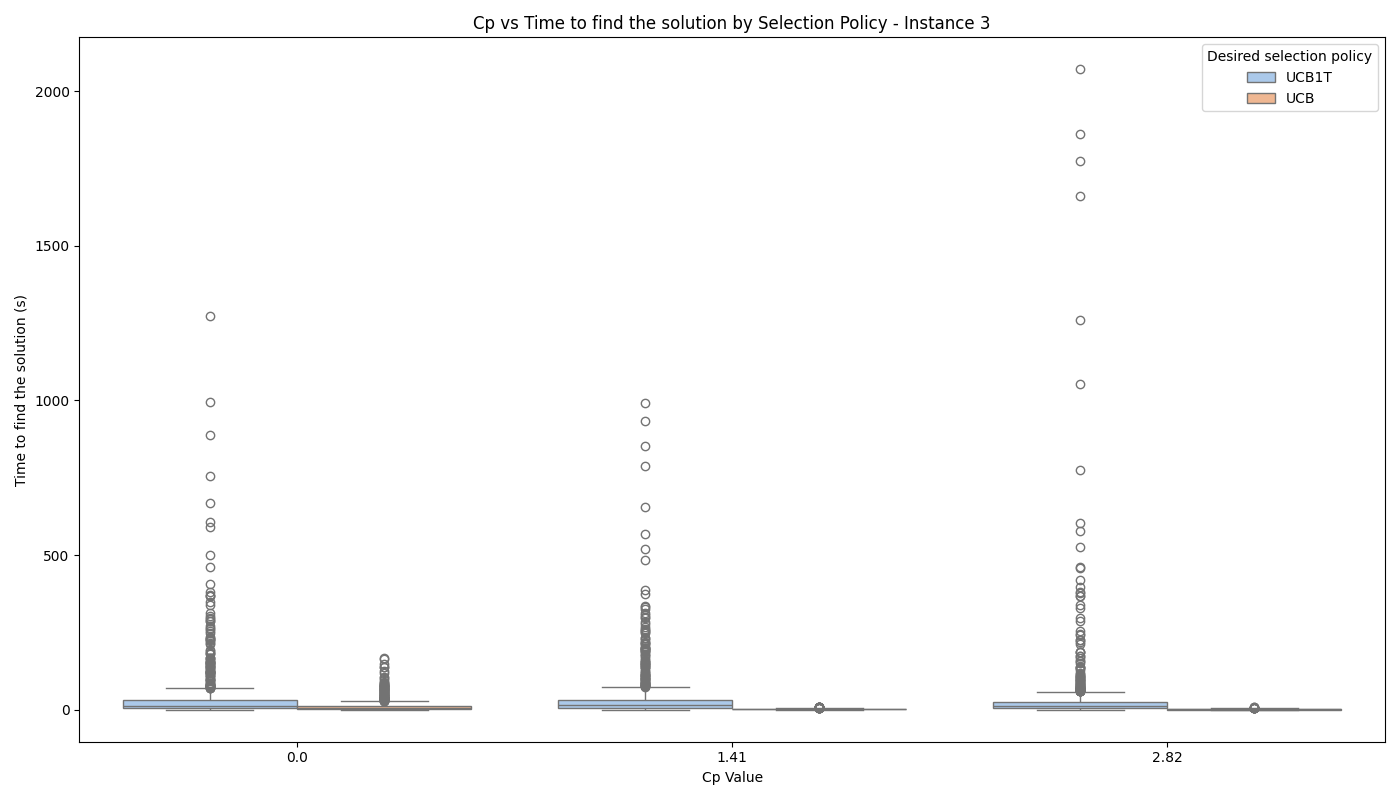 Cp vs Time to find the solution by Selection Policy - Instance 3
Desired selection policy
UCB1T
UCB
2000
1500
1000
500
0
Time to find the solution (s)
0.0
1.41
2.82
Cp Value